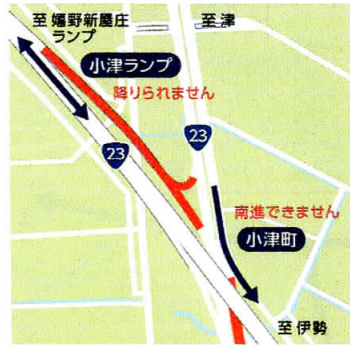 至 嬉野新屋庄
ランプ
至 津
小津ランプ
降りられません
23
23
南進できません
小津町
至 伊勢